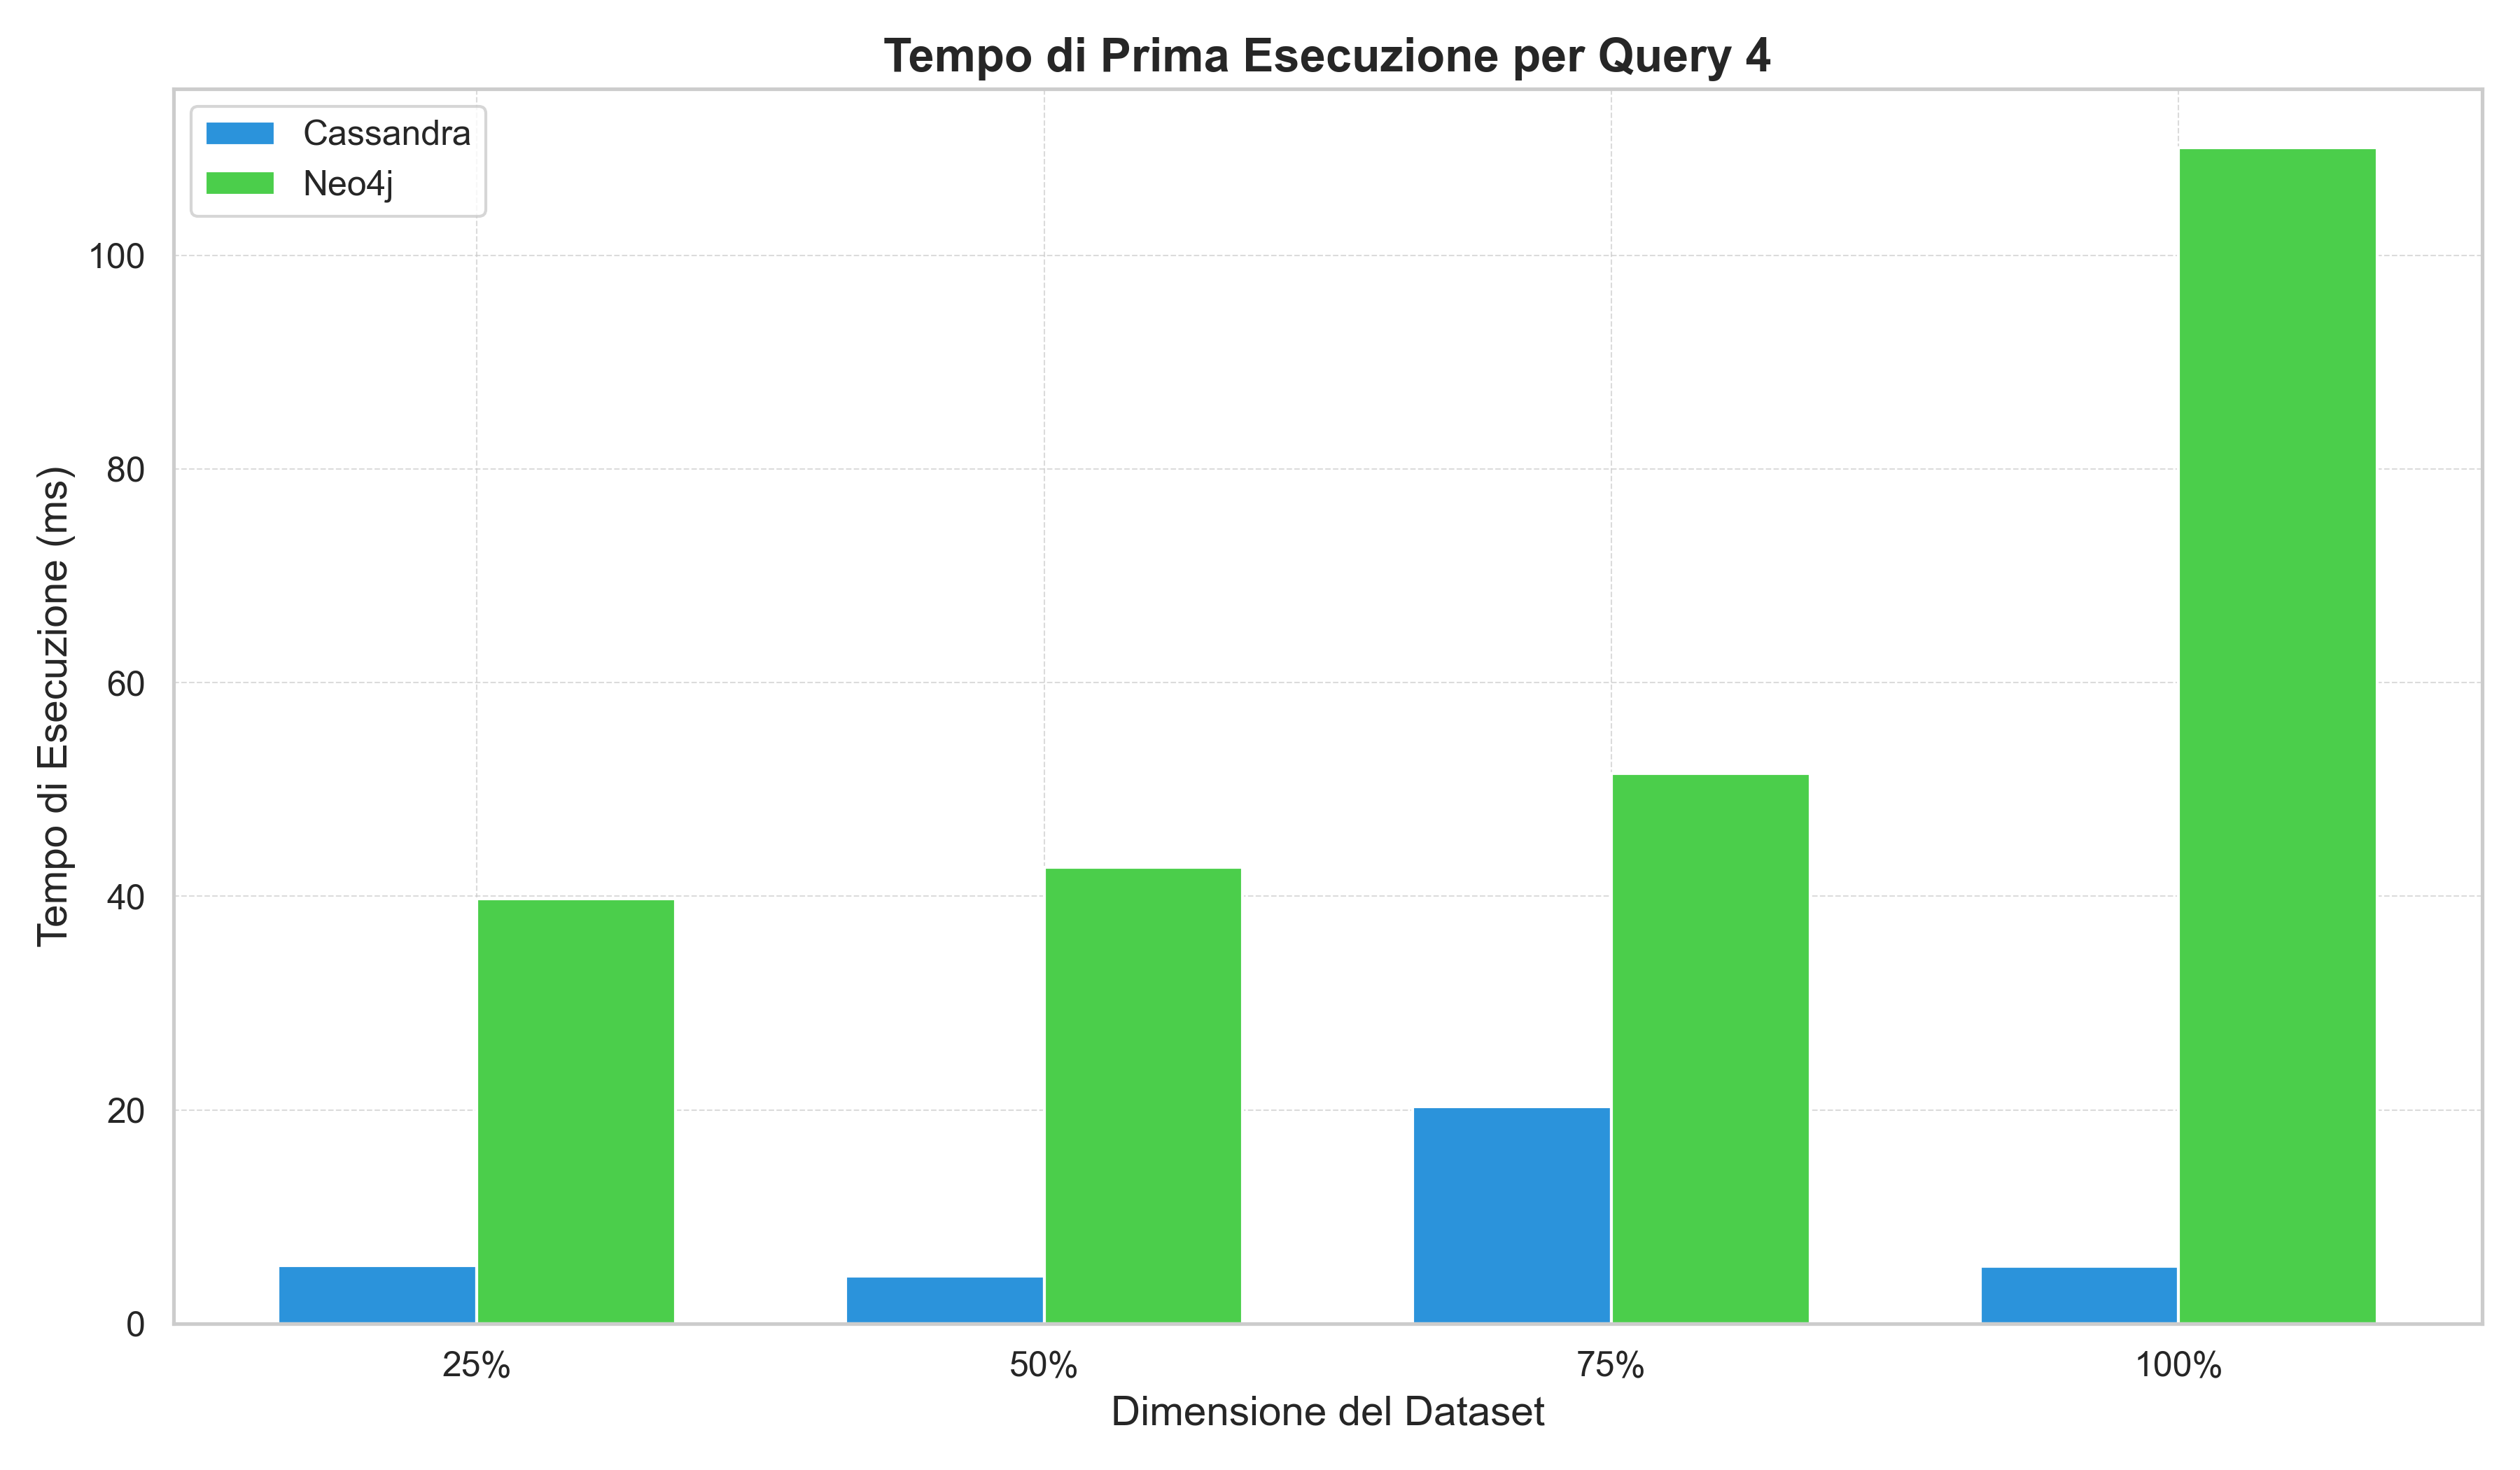 Tempo di Prima Esecuzione per Query 4
Cassandra
Neo4j
Tempo di Esecuzione (ms)
100
80
60
40
20
0
25%
50%
75%
100%
Dimensione del Dataset